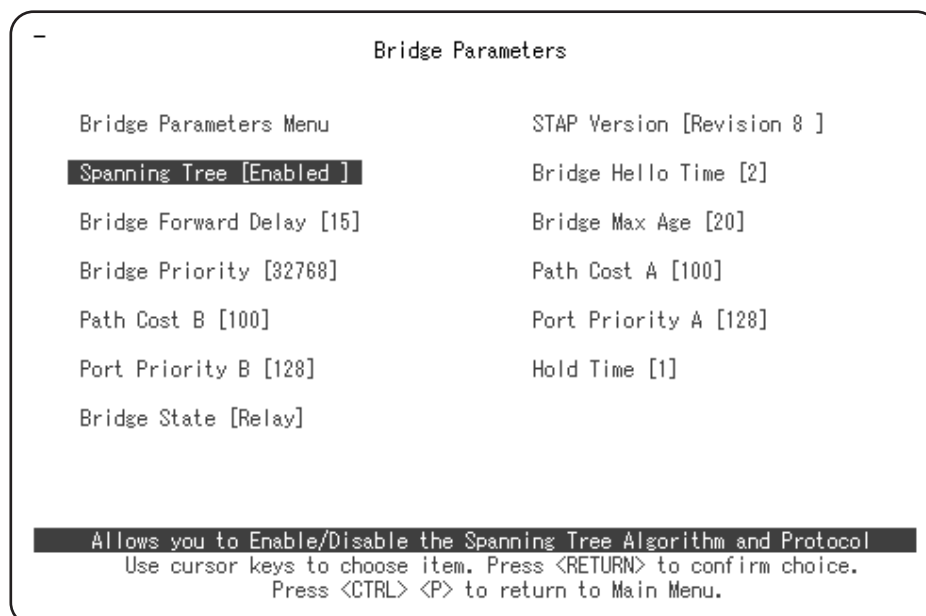 Bridge Parameters
Bridge Parameters Menu STAP Version [Revision 8 ]
Spanning Tree [Enabled ] Bridge Hello Time [2]
Bridge Forward Delay [15] Bridge Max Age [20]
Bridge Priority [32768] Path Cost A [100]
Path Cost B [100] Port Priority A [128]
Port Priority B [128] Hold Time [1]
Bridge State [Relay]
Allows you to Enable/Disable the Spanning Tree Algorithm and Protocol
Use cursor keys to choose item. Press <RETURN> to confirm choice.
Press <CTRL> <P> to return to Main Menu.